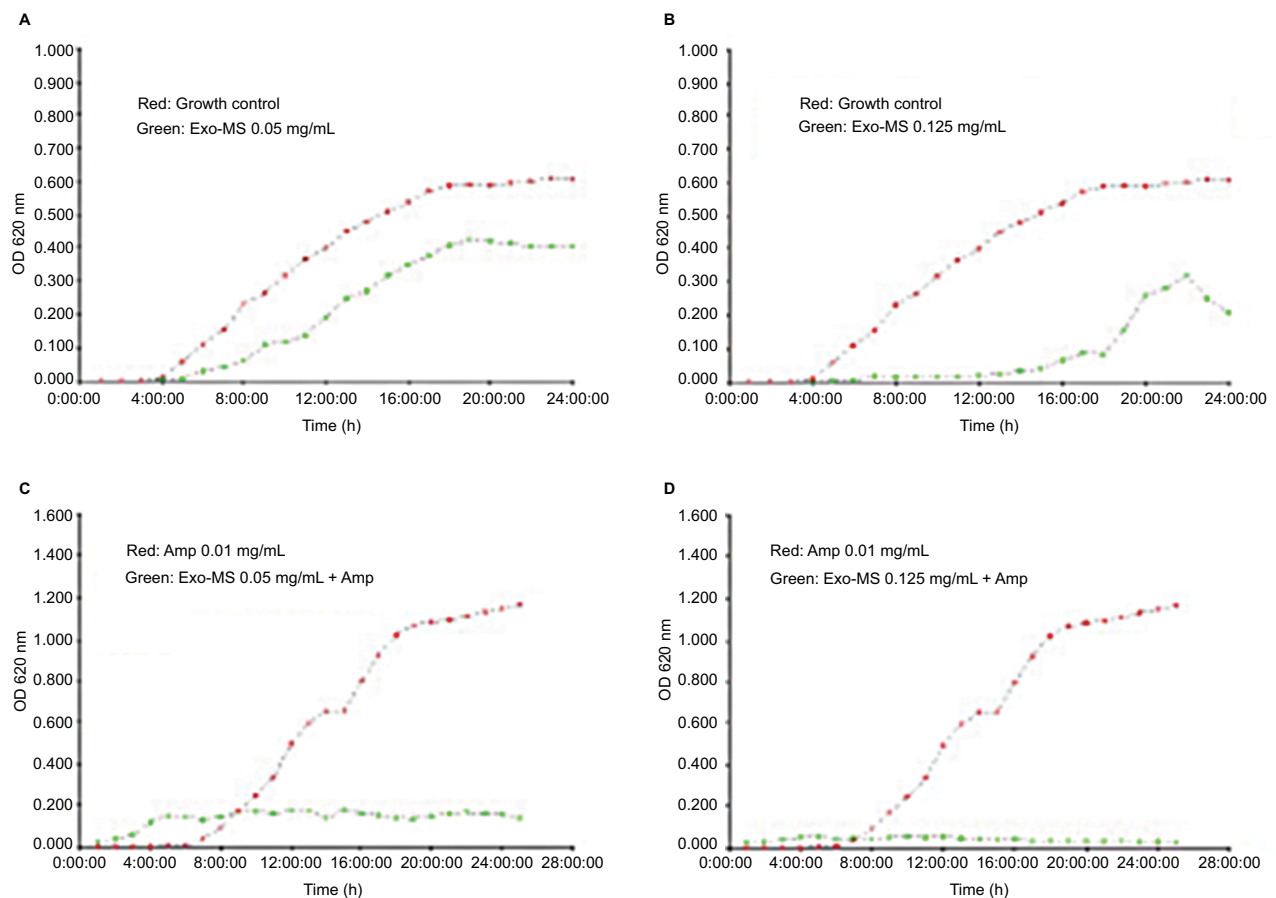 A
1.000
0.900
0.800
0.700
0.600
0.500
0.400
0.300
0.200
0.100
0.000
OD 620 nm
Red: Growth control
Green: Exo-MS 0.05 mg/mL
0:00:00 4:00:00 8:00:00 12:00:00 16:00:00 20:00:00 24:00:00
Time (h)
B
1.000
0.900
0.800
0.700
0.600
0.500
0.400
0.300
0.200
0.100
0.000
OD 620 nm
Red: Growth control
Green: Exo-MS 0.125 mg/mL
0:00:00 4:00:00 8:00:00 12:00:00 16:00:00 20:00:00 24:00:00
Time (h)
C
1.600
1.400
1.200
1.000
0.800
0.600
0.400
0.200
0.000
OD 620 nm
Red: Amp 0.01 mg/mL
Green: Exo-MS 0.05 mg/mL + Amp
0:00:00 4:00:00 8:00:00 12:00:00 16:00:00 20:00:00 24:00:00 28:00:00
Time (h)
D
1.600
1.400
1.200
1.000
0.800
0.600
0.400
0.200
0.000
OD 620 nm
Red: Amp 0.01 mg/mL
Green: Exo-MS 0.125 mg/mL + Amp
0:00:00 4:00:00 8:00:00 12:00:00 16:00:00 20:00:00 24:00:00 28:00:00
Time (h)